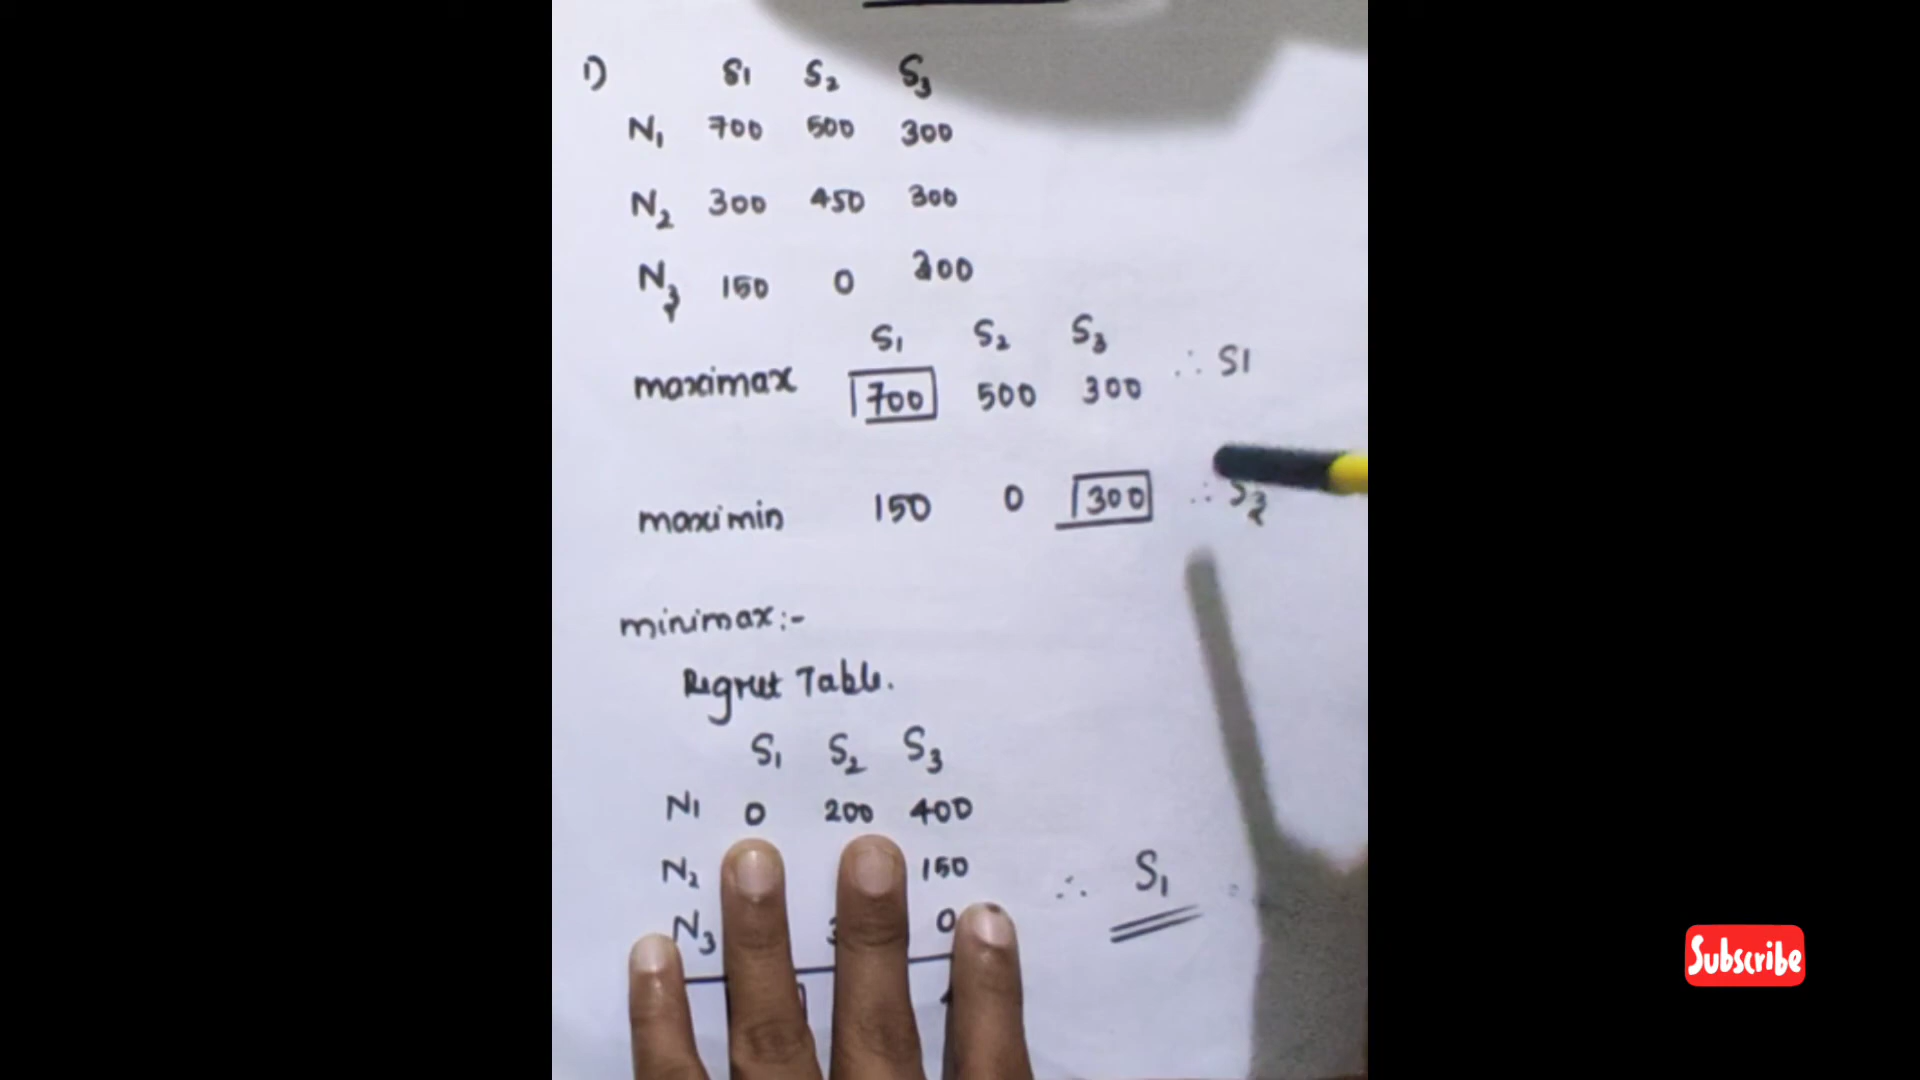 1) S1 S2 S3
N1 700 500 300
N2 300 450 300
N3 150 0 300
S1 S2 S3
maximax 700 500 300 ∴ S1
maximin 150 0 300 ∴ S3
minimax:-
Regret Table.
S1 S2 S3
N1 0 200 400
N2 150
N3 0
∴ S1
Subscribe